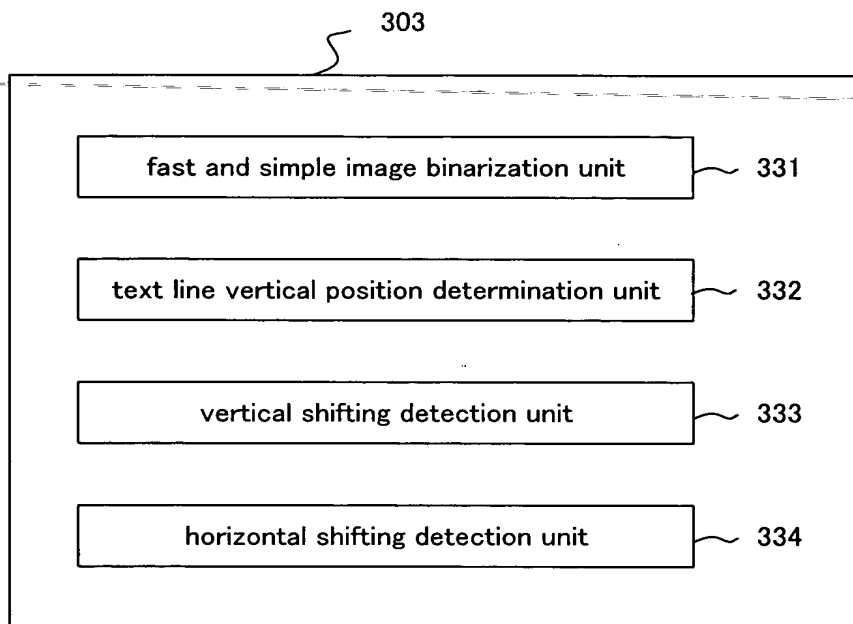 303
fast and simple image binarization unit 331
text line vertical position determination unit 332
vertical shifting detection unit 333
horizontal shifting detection unit 334